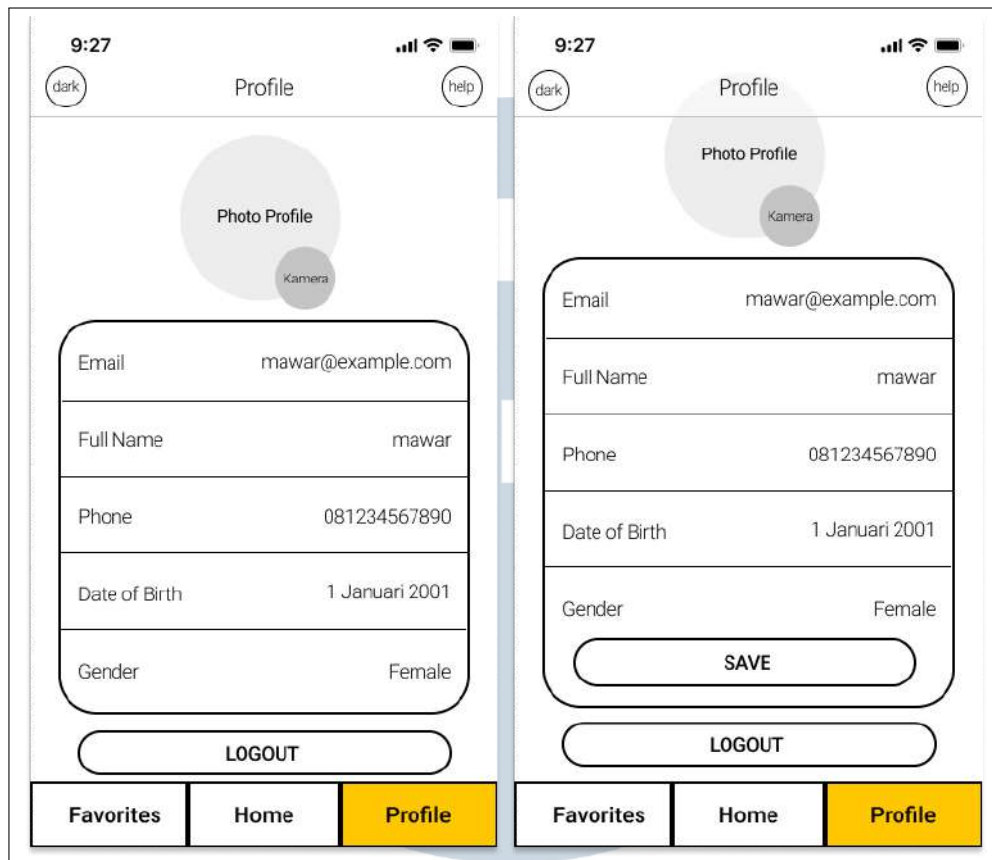 9:27
dark
Profile
help
Photo Profile
Kamera
Email mawar@example.com
Full Name mawar
Phone 081234567890
Date of Birth 1 Januari 2001
Gender Female
LOGOUT
Favorites Home Profile
9:27
dark
Profile
help
Photo Profile
Kamera
Email mawar@example.com
Full Name mawar
Phone 081234567890
Date of Birth 1 Januari 2001
Gender Female
SAVE
LOGOUT
Favorites Home Profile